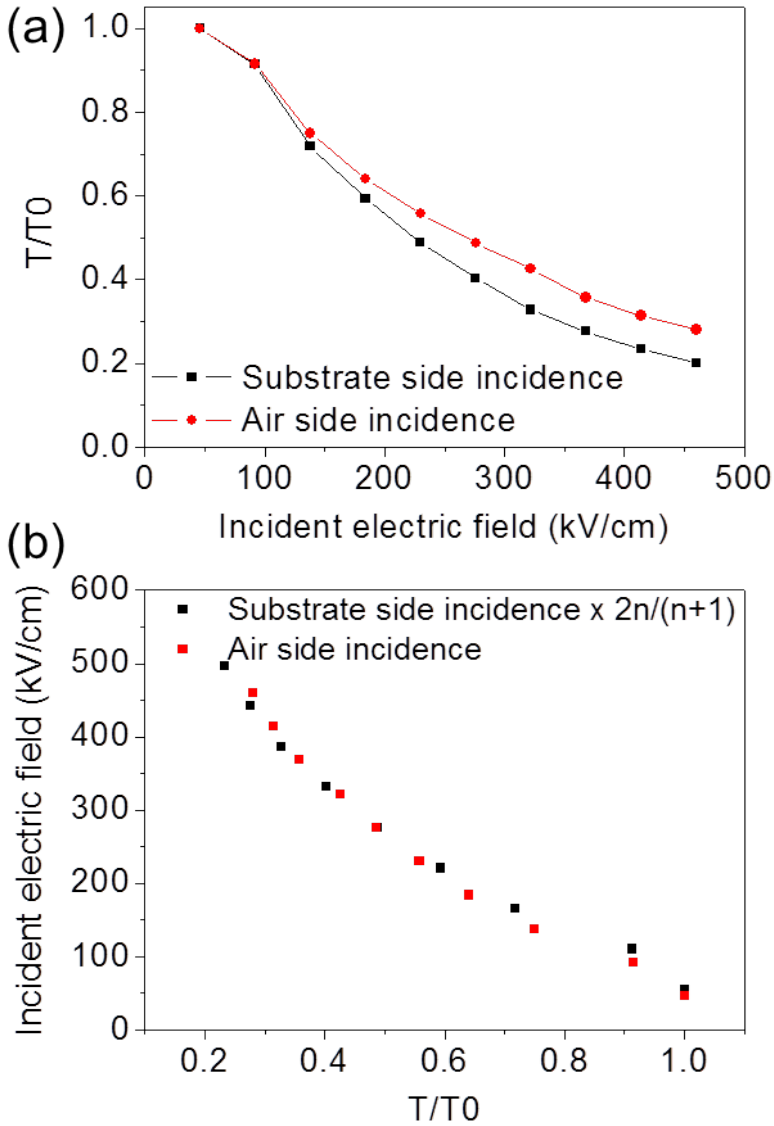 (a)
1.0
0.8
0.6
0.4
0.2
0.0
T/T0
Substrate side incidence
Air side incidence
0 100 200 300 400 500
Incident electric field (kV/cm)
(b)
600
500
400
300
200
100
0
Incident electric field (kV/cm)
Substrate side incidence x 2n/(n+1)
Air side incidence
0.2 0.4 0.6 0.8 1.0
T/T0